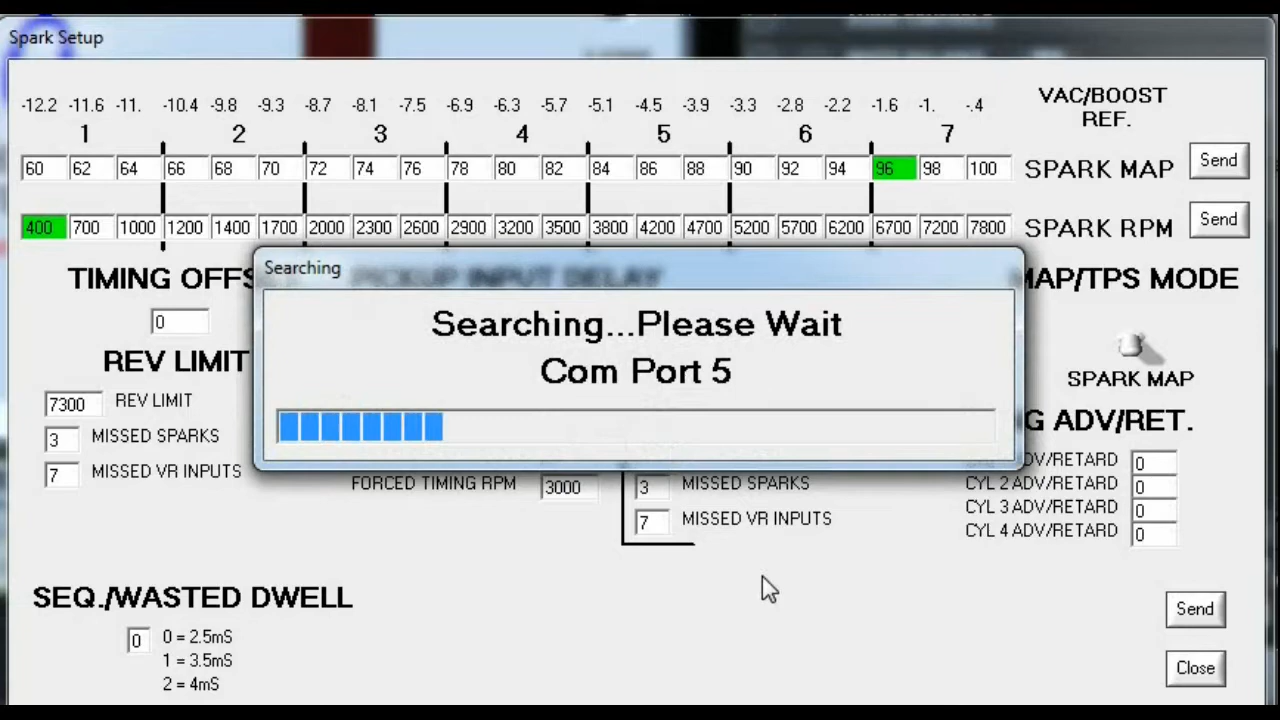 Spark Setup
-12.2 -11.6 -11. -10.4 -9.8 -9.3 -8.7 -8.1 -7.5 -6.9 -6.3 -5.7 -5.1 -4.5 -3.9 -3.3 -2.8 -2.2 -1.6 -1. -.4
VAC/BOOST
REF.
1 2 3 4 5 6 7
60 62 64 66 68 70 72 74 76 78 80 82 84 86 88 90 92 94 96 98 100 SPARK MAP Send
400 700 1000 1200 1400 1700 2000 2300 2600 2900 3200 3500 3800 4200 4700 5200 5700 6200 6700 7200 7800 SPARK RPM Send
Searching
TIMING OFFS PICKUP INPUT DELAY MAP/TPS MODE
0
Searching...Please Wait
Com Port 5
REV LIMIT
SPARK MAP
7300 REV LIMIT
3 MISSED SPARKS
7 MISSED VR INPUTS
G ADV/RET.
ADV/RETARD 0
FORCED TIMING RPM 3000
3 MISSED SPARKS
7 MISSED VR INPUTS
CYL 2 ADV/RETARD 0
CYL 3 ADV/RETARD 0
CYL 4 ADV/RETARD 0
SEQ./WASTED DWELL
0 0 = 2.5mS
1 = 3.5mS
2 = 4mS
Send
Close